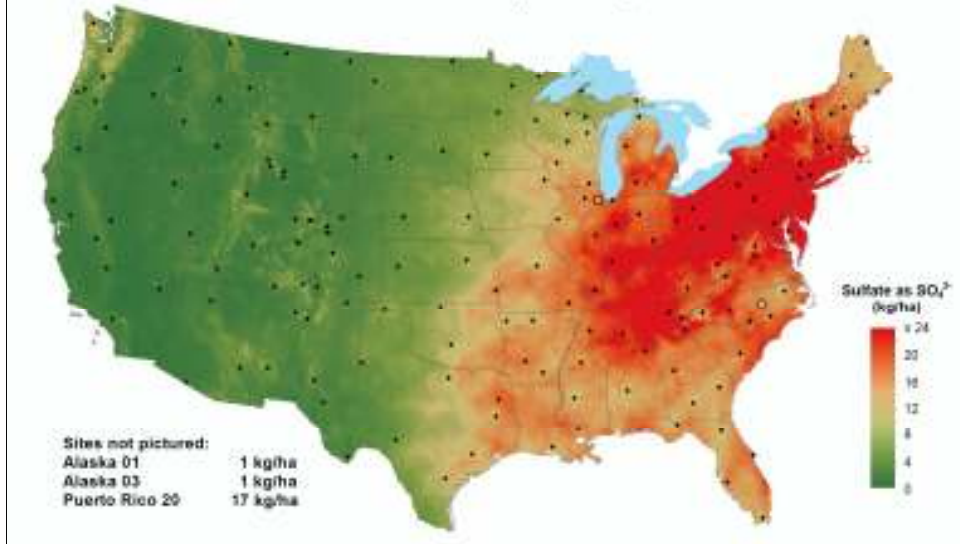 Sulfate as SO₄²⁻
(kg/ha)
≥ 24
20
16
12
8
4
0
Sites not pictured:
Alaska 01 1 kg/ha
Alaska 03 1 kg/ha
Puerto Rico 20 17 kg/ha